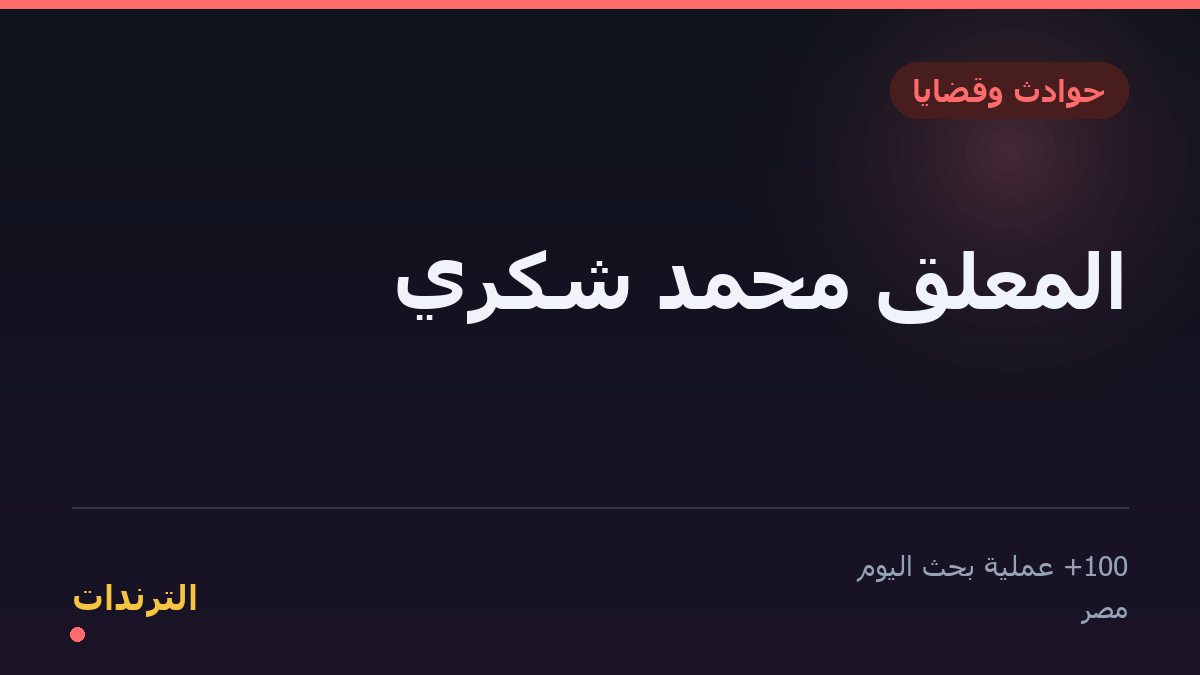 حوادث وقضايا
المعلق محمد شكري
100+ عملية بحث اليوم
مصر
الترندات